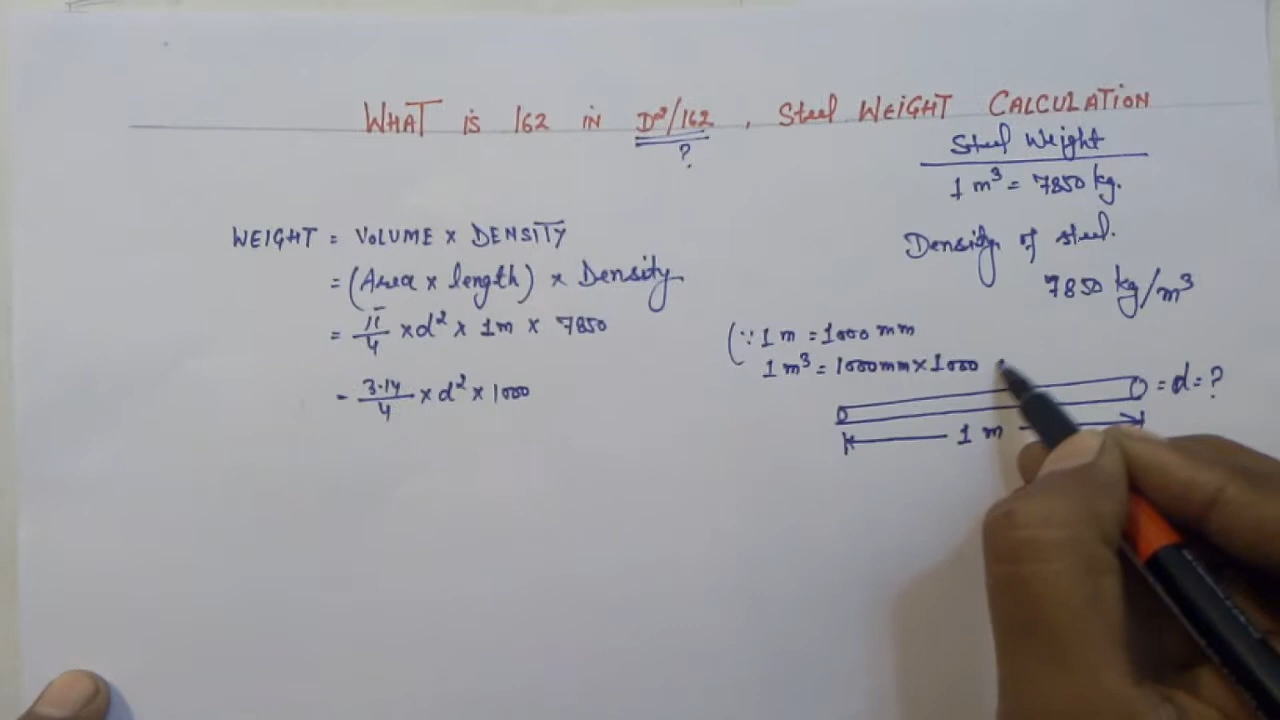 WHAT is 162 in D²/162, Steel WEIGHT CALCULATION
?
Steel Weight
1 m³ = 7850 kg.
Density of steel.
7850 kg/m³
WEIGHT = VOLUME × DENSITY
= (Area × length) × Density
= π/4 × d² × 1m × 7850
- 3.14/4 × d² × 1000
(∵ 1 m = 1000 mm
1 m³ = 1000mm × 1000
= d = ?
1 m